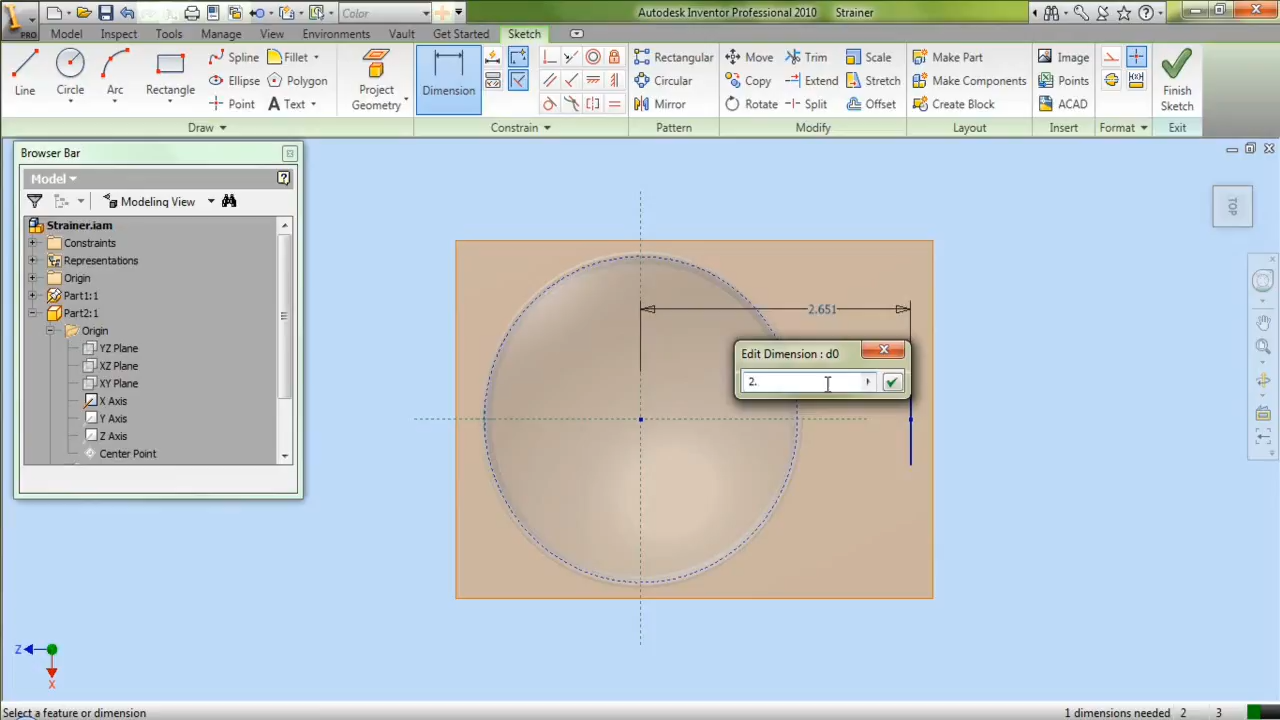 Color
Autodesk Inventor Professional 2010 Strainer
PRO
Model Inspect Tools Manage View Environments Vault Get Started Sketch
Line
Circle
Arc
Rectangle
Spline Fillet
Ellipse Polygon
Point Text
Project
Geometry
Dimension
Rectangular
Circular
Mirror
Move Trim Scale
Copy Extend Stretch
Rotate Split Offset
Make Part
Make Components
Create Block
Image
Points
ACAD
Finish
Sketch
Draw Constrain Pattern Modify Layout Insert Format Exit
Browser Bar
Model
Modeling View
Strainer.iam
Constraints
Representations
Origin
Part1:1
Part2:1
Origin
YZ Plane
XZ Plane
XY Plane
X Axis
Y Axis
Z Axis
Center Point
TOP
2.651
Edit Dimension : d0
2.
Z
X
Select a feature or dimension
1 dimensions needed 2 3